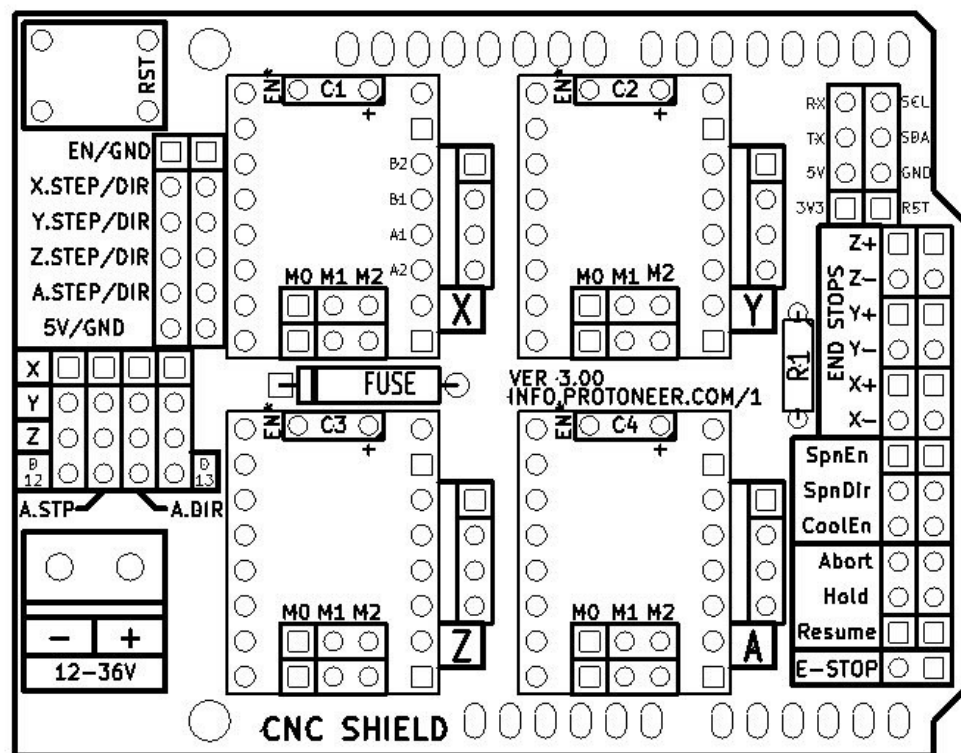 RST
EN/GND
X.STEP/DIR
Y.STEP/DIR
Z.STEP/DIR
A.STEP/DIR
5V/GND
X
Y
Z
D
12
D
13
A.STP
A.DIR
-
+
12-36V
EN*
C1
+
B2
B1
A1
A2
M0 M1 M2
X
EN*
C2
+
M0 M1 M2
Y
FUSE
VER 3.00
INFO.PROTONEER.COM/1
R1
EN*
C3
+
M0 M1 M2
Z
EN*
C4
+
M0 M1 M2
A
RX SCL
TX SDA
5V GND
3V3 RST
END STOPS
Z+
Z-
Y+
Y-
X+
X-
SpnEn
SpnDir
CoolEn
Abort
Hold
Resume
E-STOP
CNC SHIELD